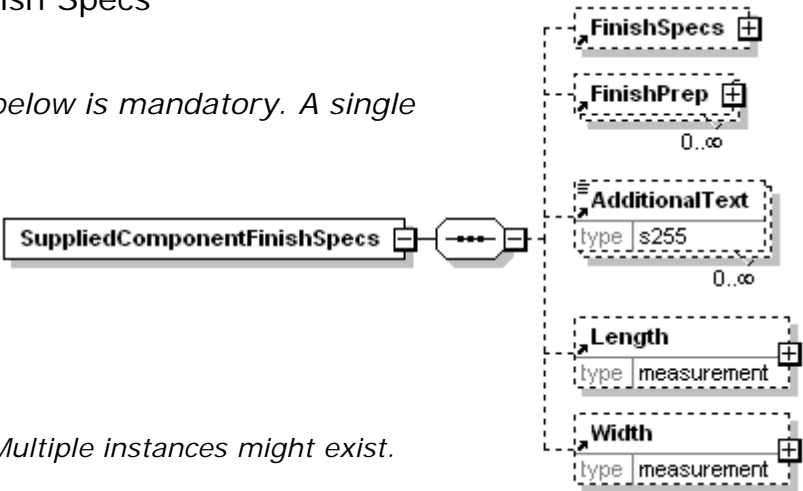 ish Specs
below is mandatory. A single
Multiple instances might exist.
SuppliedComponentFinishSpecs
FinishSpecs
FinishPrep
0..∞
AdditionalText
type s255
0..∞
Length
type measurement
Width
type measurement